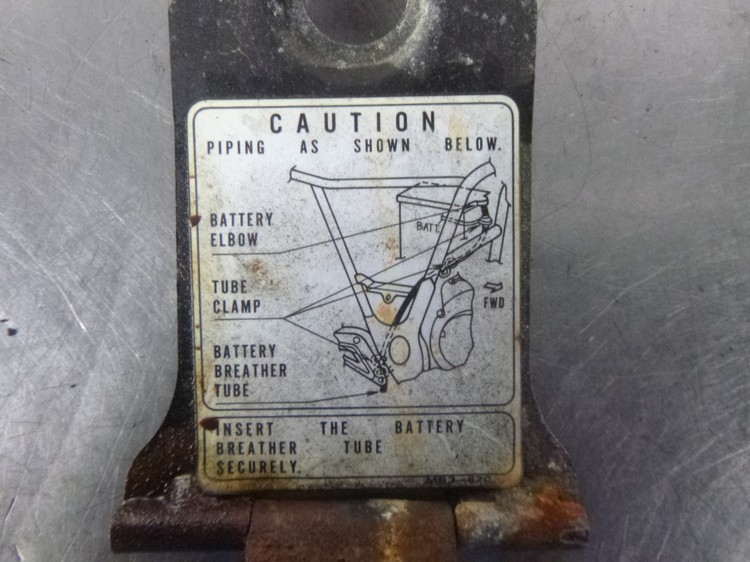 CAUTION
PIPING AS SHOWN BELOW.
BATTERY
ELBOW
BATT.
TUBE
CLAMP
FWD
BATTERY
BREATHER
TUBE
INSERT THE BATTERY
BREATHER TUBE
SECURELY.